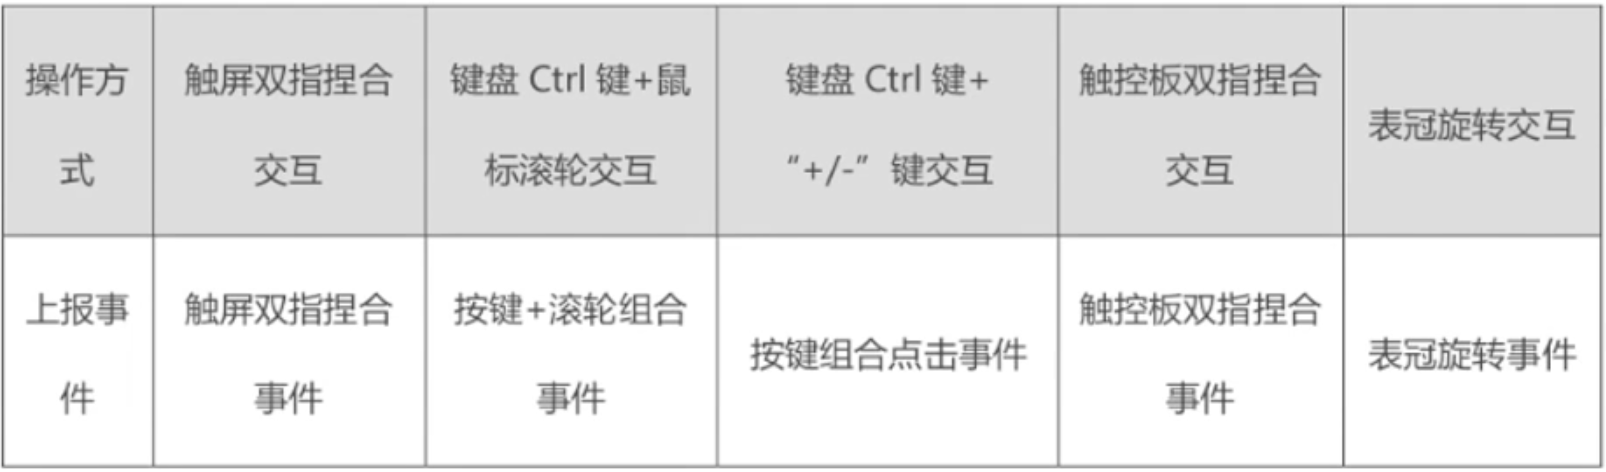 操作方
式
触屏双指捏合
交互
键盘 Ctrl 键+鼠
标滚轮交互
键盘 Ctrl 键+
“+/-”键交互
触控板双指捏合
交互
表冠旋转交互
上报事
件
触屏双指捏合
事件
按键+滚轮组合
事件
按键组合点击事件
触控板双指捏合
事件
表冠旋转事件